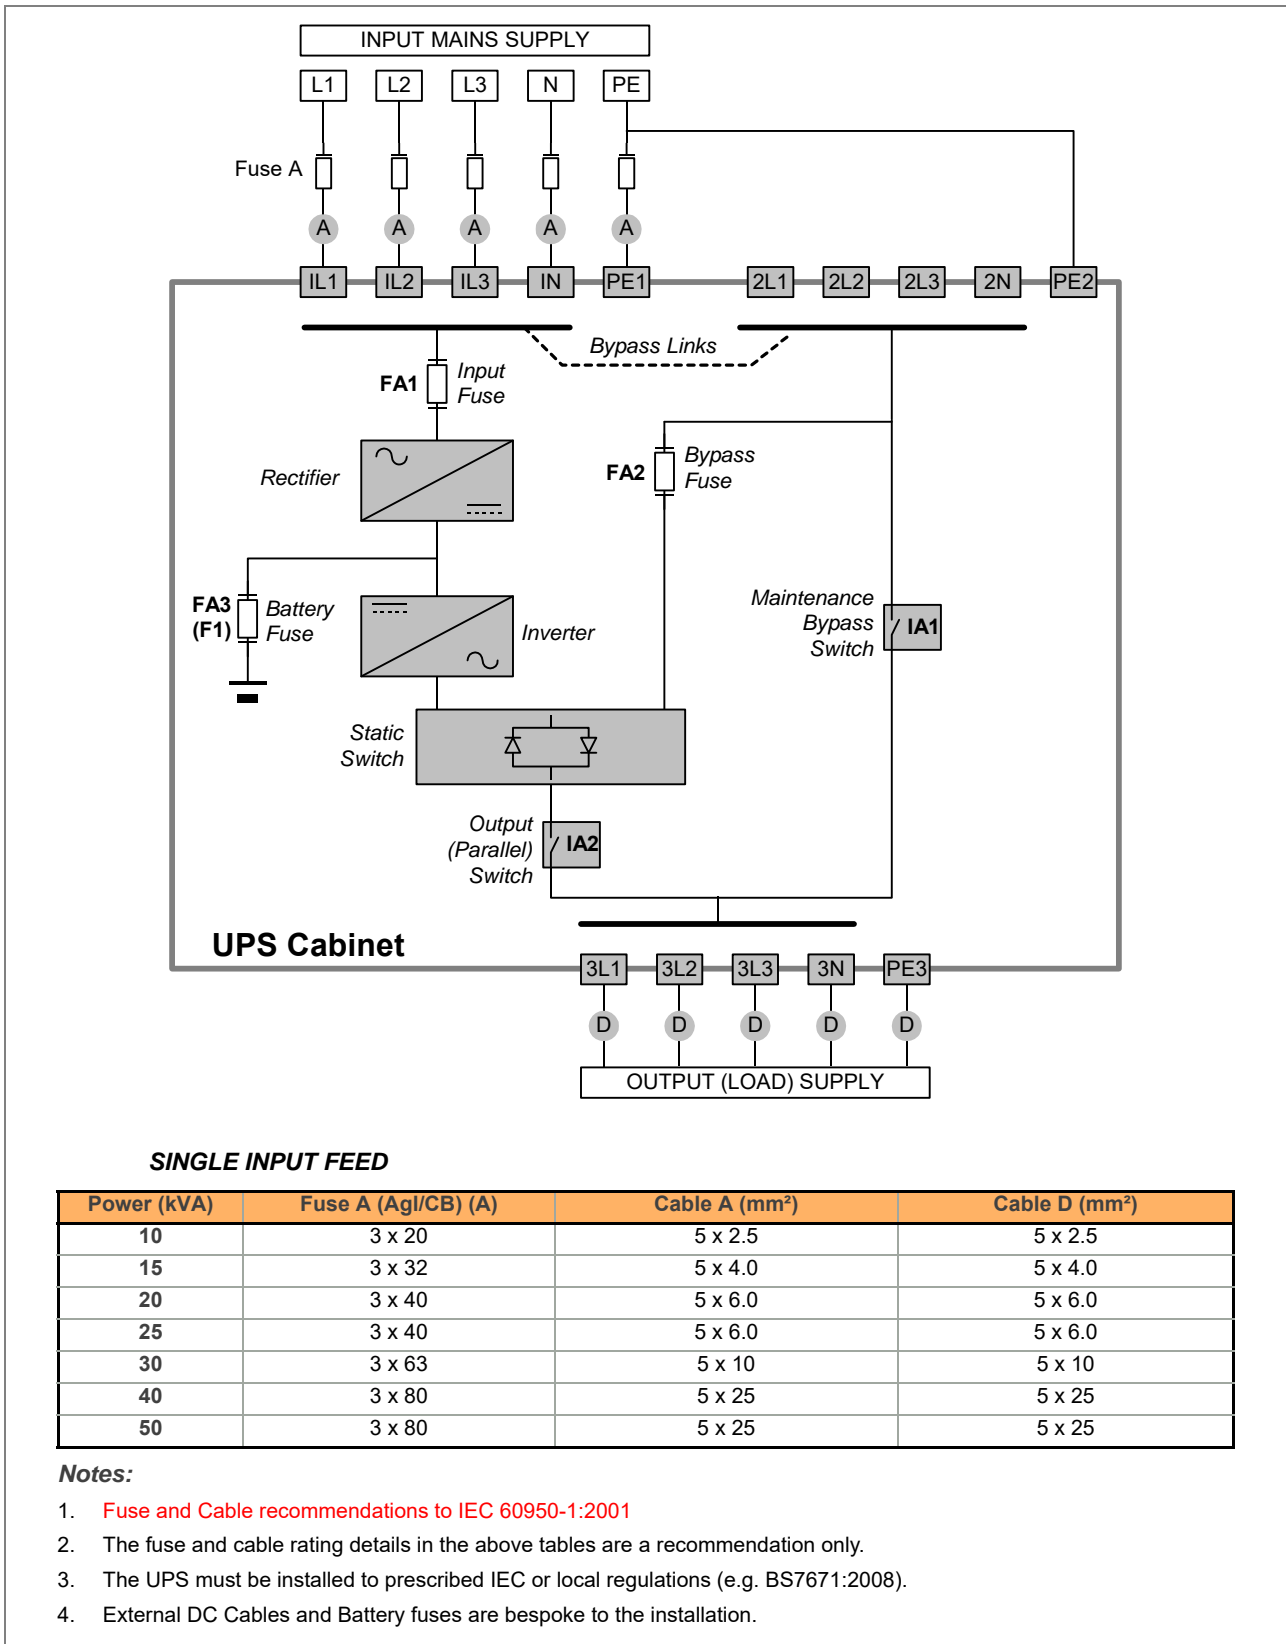 INPUT MAINS SUPPLY
L1 L2 L3 N PE
Fuse A
A A A A A
IL1 IL2 IL3 IN PE1 2L1 2L2 2L3 2N PE2
Bypass Links
FA1 Input
Fuse
Rectifier
FA2 Bypass
Fuse
FA3
(F1)
Battery
Fuse
Inverter
Maintenance
Bypass
Switch
IA1
Static
Switch
Output
(Parallel)
Switch
IA2
UPS Cabinet
3L1 3L2 3L3 3N PE3
D D D D D
OUTPUT (LOAD) SUPPLY
SINGLE INPUT FEED
Power (kVA) Fuse A (Agl/CB) (A) Cable A (mm²) Cable D (mm²)
10 3 x 20 5 x 2.5 5 x 2.5
15 3 x 32 5 x 4.0 5 x 4.0
20 3 x 40 5 x 6.0 5 x 6.0
25 3 x 40 5 x 6.0 5 x 6.0
30 3 x 63 5 x 10 5 x 10
40 3 x 80 5 x 25 5 x 25
50 3 x 80 5 x 25 5 x 25
Notes:
1. Fuse and Cable recommendations to IEC 60950-1:2001
2. The fuse and cable rating details in the above tables are a recommendation only.
3. The UPS must be installed to prescribed IEC or local regulations (e.g. BS7671:2008).
4. External DC Cables and Battery fuses are bespoke to the installation.